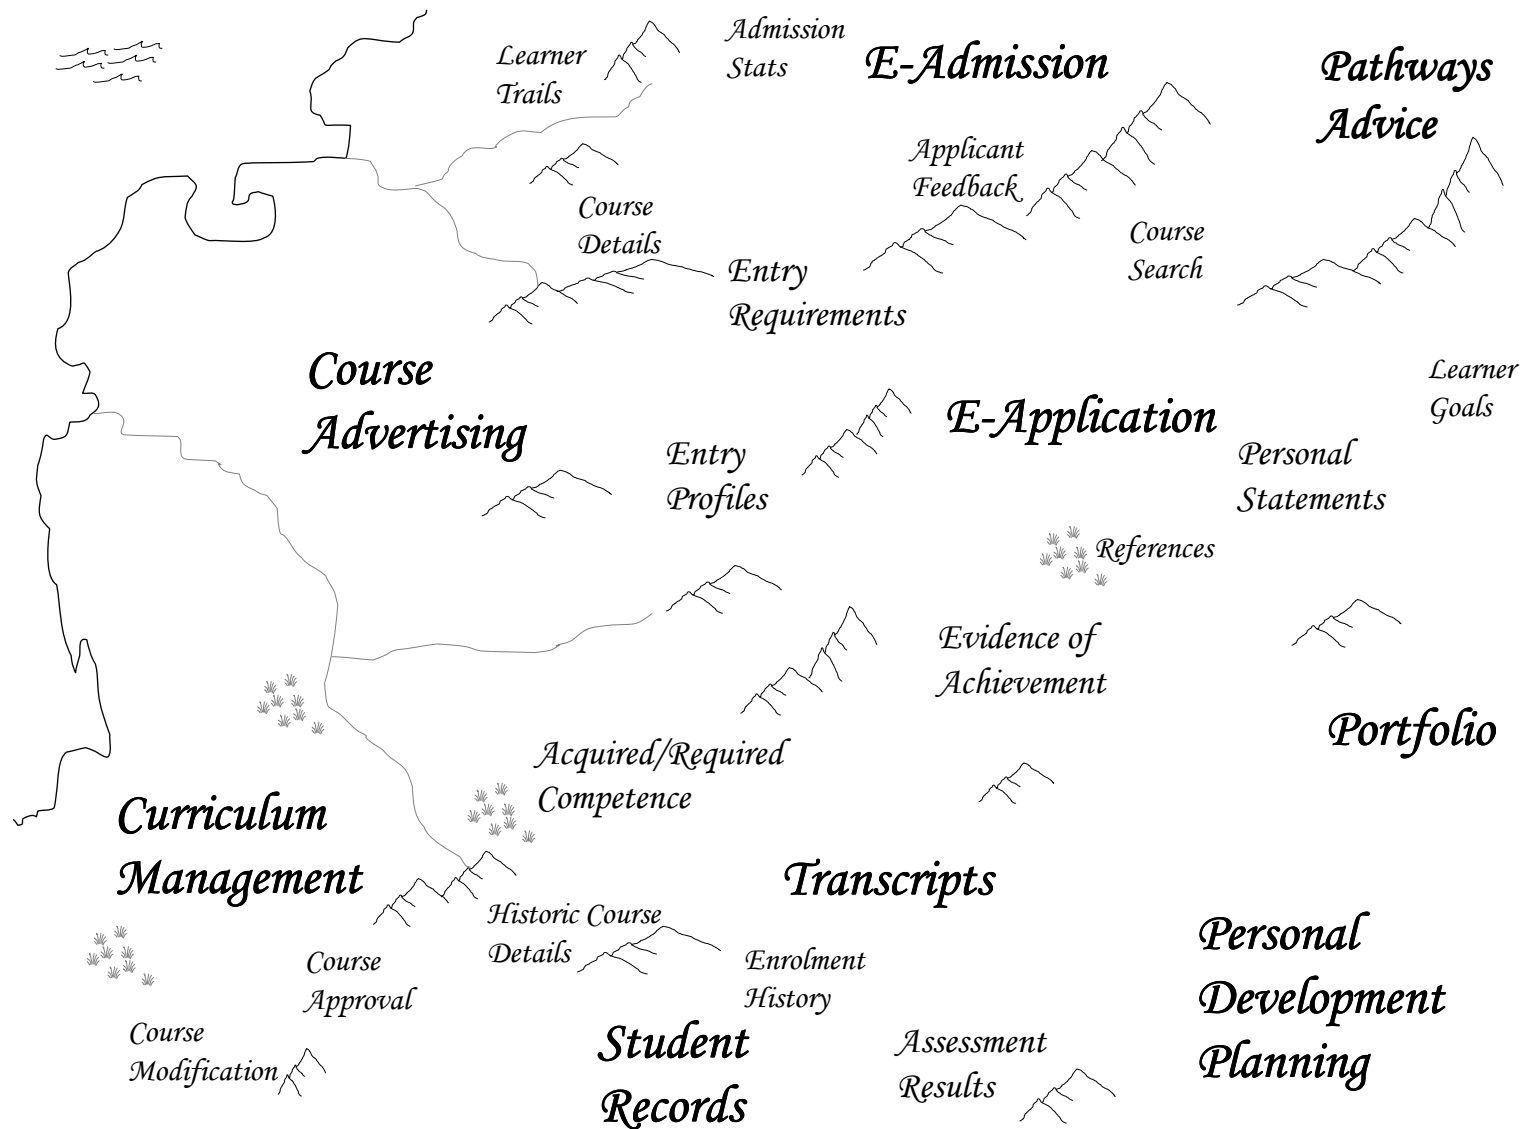 Learner
Trails
Admission
Stats
E-Admission
Pathways
Advice
Applicant
Feedback
Course
Details
Course
Search
Entry
Requirements
Course
Advertising
Learner
Goals
E-Application
Entry
Profiles
Personal
Statements
References
Evidence of
Achievement
Portfolio
Acquired/Required
Competence
Curriculum
Management
Transcripts
Historic Course
Details
Personal
Development
Planning
Course
Approval
Enrolment
History
Course
Modification
Student
Records
Assessment
Results